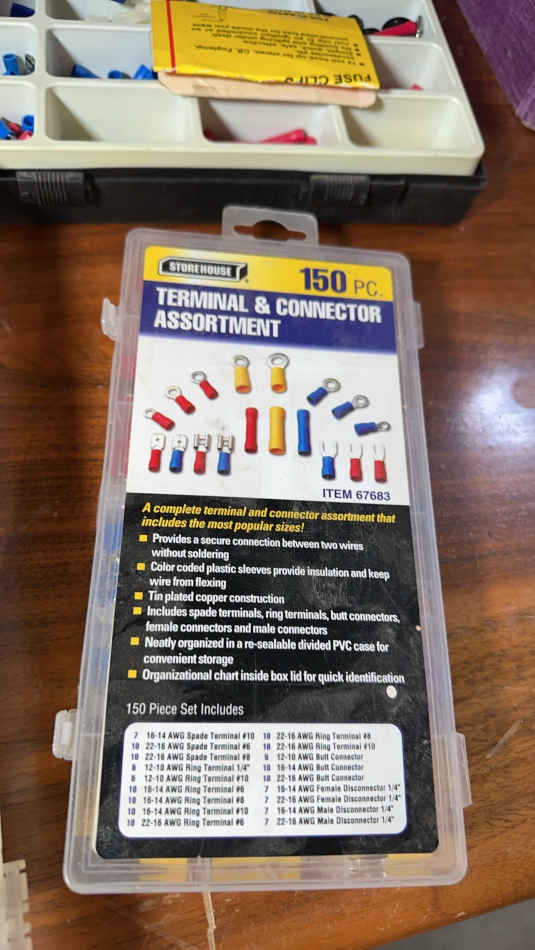 FUSE CLIPS
STOREHOUSE
150 PC.
TERMINAL & CONNECTOR
ASSORTMENT
ITEM 67683
A complete terminal and connector assortment that
includes the most popular sizes!
Provides a secure connection between two wires
without soldering
Color coded plastic sleeves provide insulation and keep
wire from flexing
Tin plated copper construction
Includes spade terminals, ring terminals, butt connectors,
female connectors and male connectors
Neatly organized in a re-sealable divided PVC case for
convenient storage
Organizational chart inside box lid for quick identification
150 Piece Set Includes
7 16-14 AWG Spade Terminal #10
10 22-16 AWG Spade Terminal #6
10 22-16 AWG Spade Terminal #8
6 12-10 AWG Ring Terminal 1/4"
6 12-10 AWG Ring Terminal #10
10 16-14 AWG Ring Terminal #6
10 16-14 AWG Ring Terminal #8
10 16-14 AWG Ring Terminal #10
10 22-16 AWG Ring Terminal #6
10 22-16 AWG Ring Terminal #8
10 22-16 AWG Ring Terminal #10
6 12-10 AWG Butt Connector
10 16-14 AWG Butt Connector
10 22-16 AWG Butt Connector
7 16-14 AWG Female Disconnector 1/4"
7 22-16 AWG Female Disconnector 1/4"
7 16-14 AWG Male Disconnector 1/4"
7 22-16 AWG Male Disconnector 1/4"